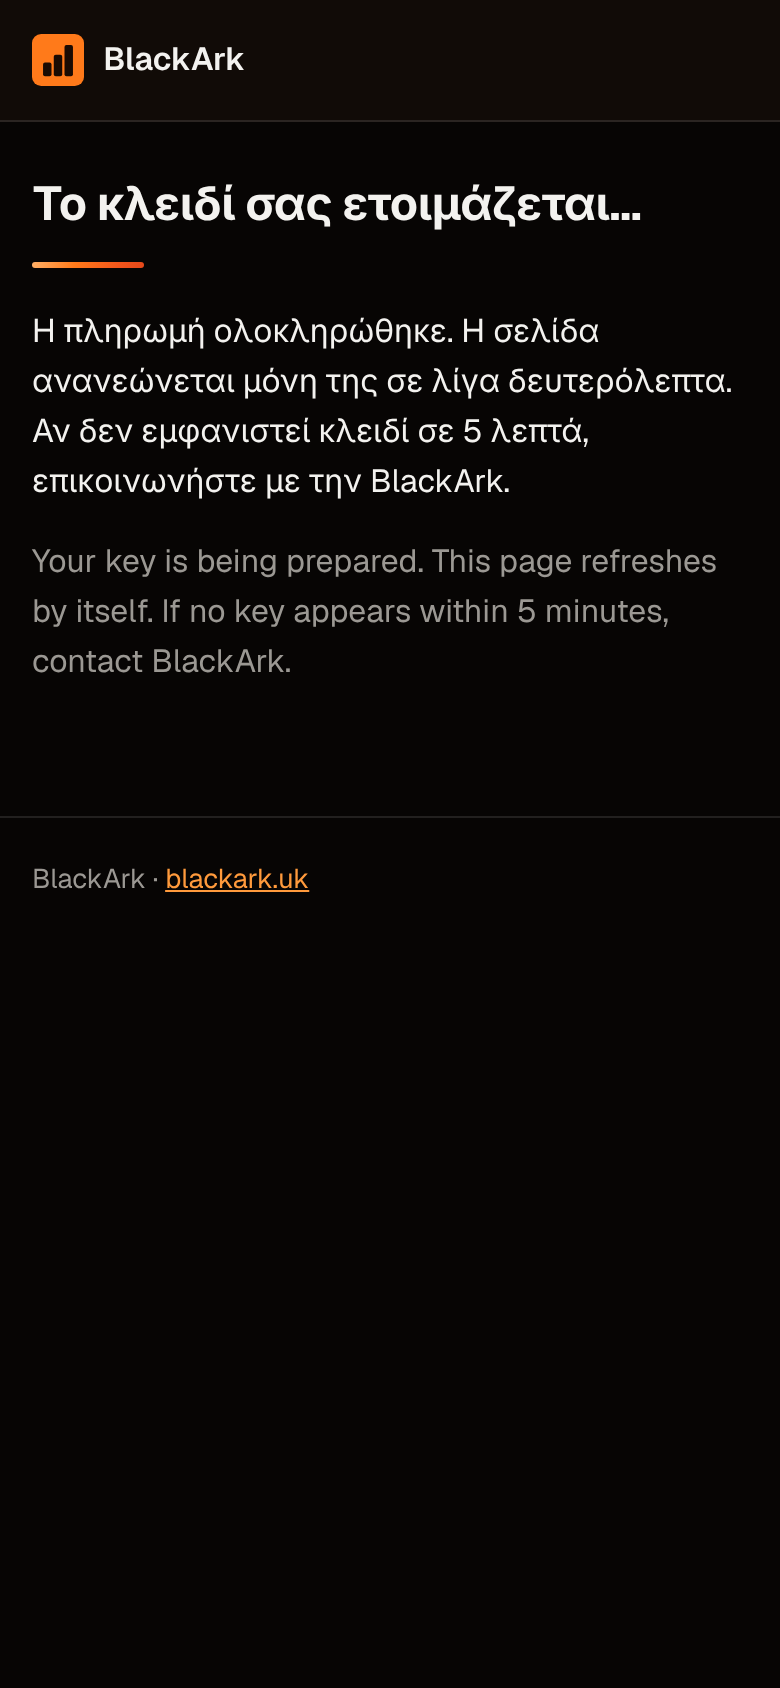 BlackArk
Το κλειδί σας ετοιμάζεται...
Η πληρωμή ολοκληρώθηκε. Η σελίδα
ανανεώνεται μόνη της σε λίγα δευτερόλεπτα.
Αν δεν εμφανιστεί κλειδί σε 5 λεπτά,
επικοινωνήστε με την BlackArk.
Your key is being prepared. This page refreshes
by itself. If no key appears within 5 minutes,
contact BlackArk.
BlackArk · blackark.uk